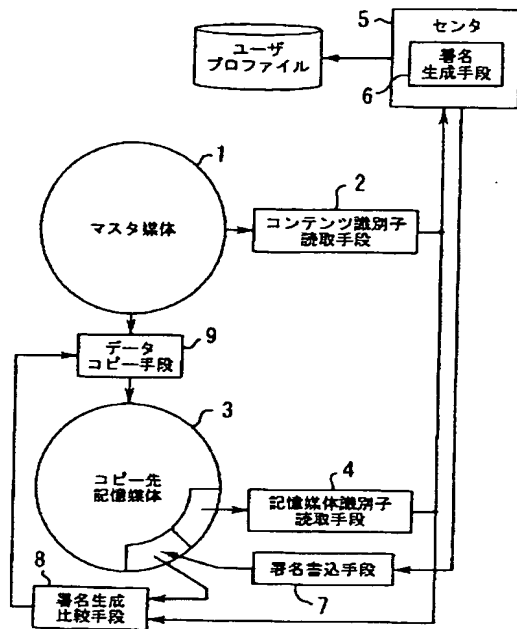 5
センタ
ユーザ
プロファイル
署名
生成手段
6
1
マスタ媒体
2
コンテンツ識別子
読取手段
9
データ
コピー手段
3
コピー先
記憶媒体
4
記憶媒体識別子
読取手段
署名書込手段
7
8
署名生成
比較手段